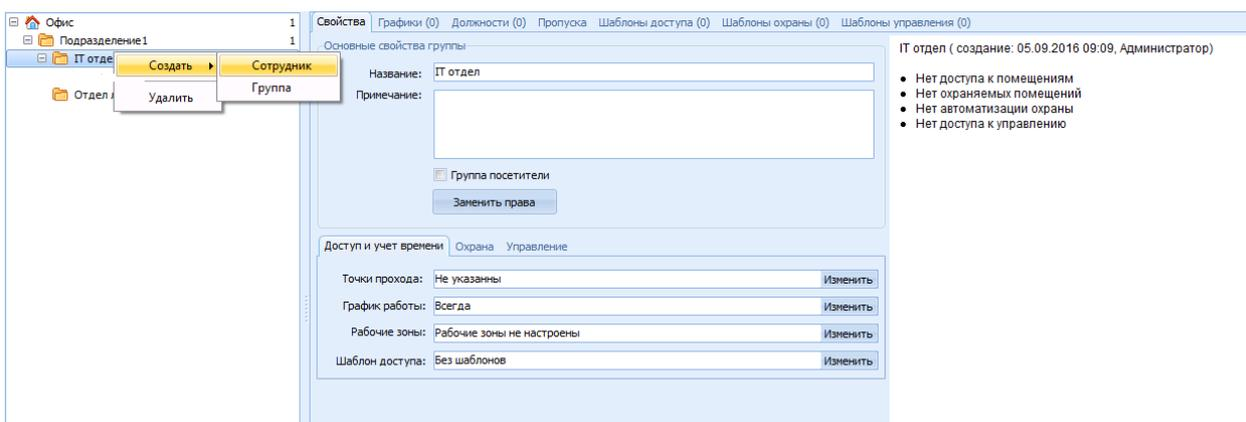 Офис 1
Подразделение1 1
IT отде
Создать
Сотрудник
Группа
Удалить
Отдел
Свойства Графики (0) Должности (0) Пропуска Шаблоны доступа (0) Шаблоны охраны (0) Шаблоны управления (0)
Основные свойства группы
Название: IT отдел
Примечание:
Группа посетители
Заменить права
Доступ и учет времени Охрана Управление
Точки прохода: Не указанны Изменить
График работы: Всегда Изменить
Рабочие зоны: Рабочие зоны не настроены Изменить
Шаблон доступа: Без шаблонов Изменить
IT отдел ( создание: 05.09.2016 09:09, Администратор)
● Нет доступа к помещениям
● Нет охраняемых помещений
● Нет автоматизации охраны
● Нет доступа к управлению